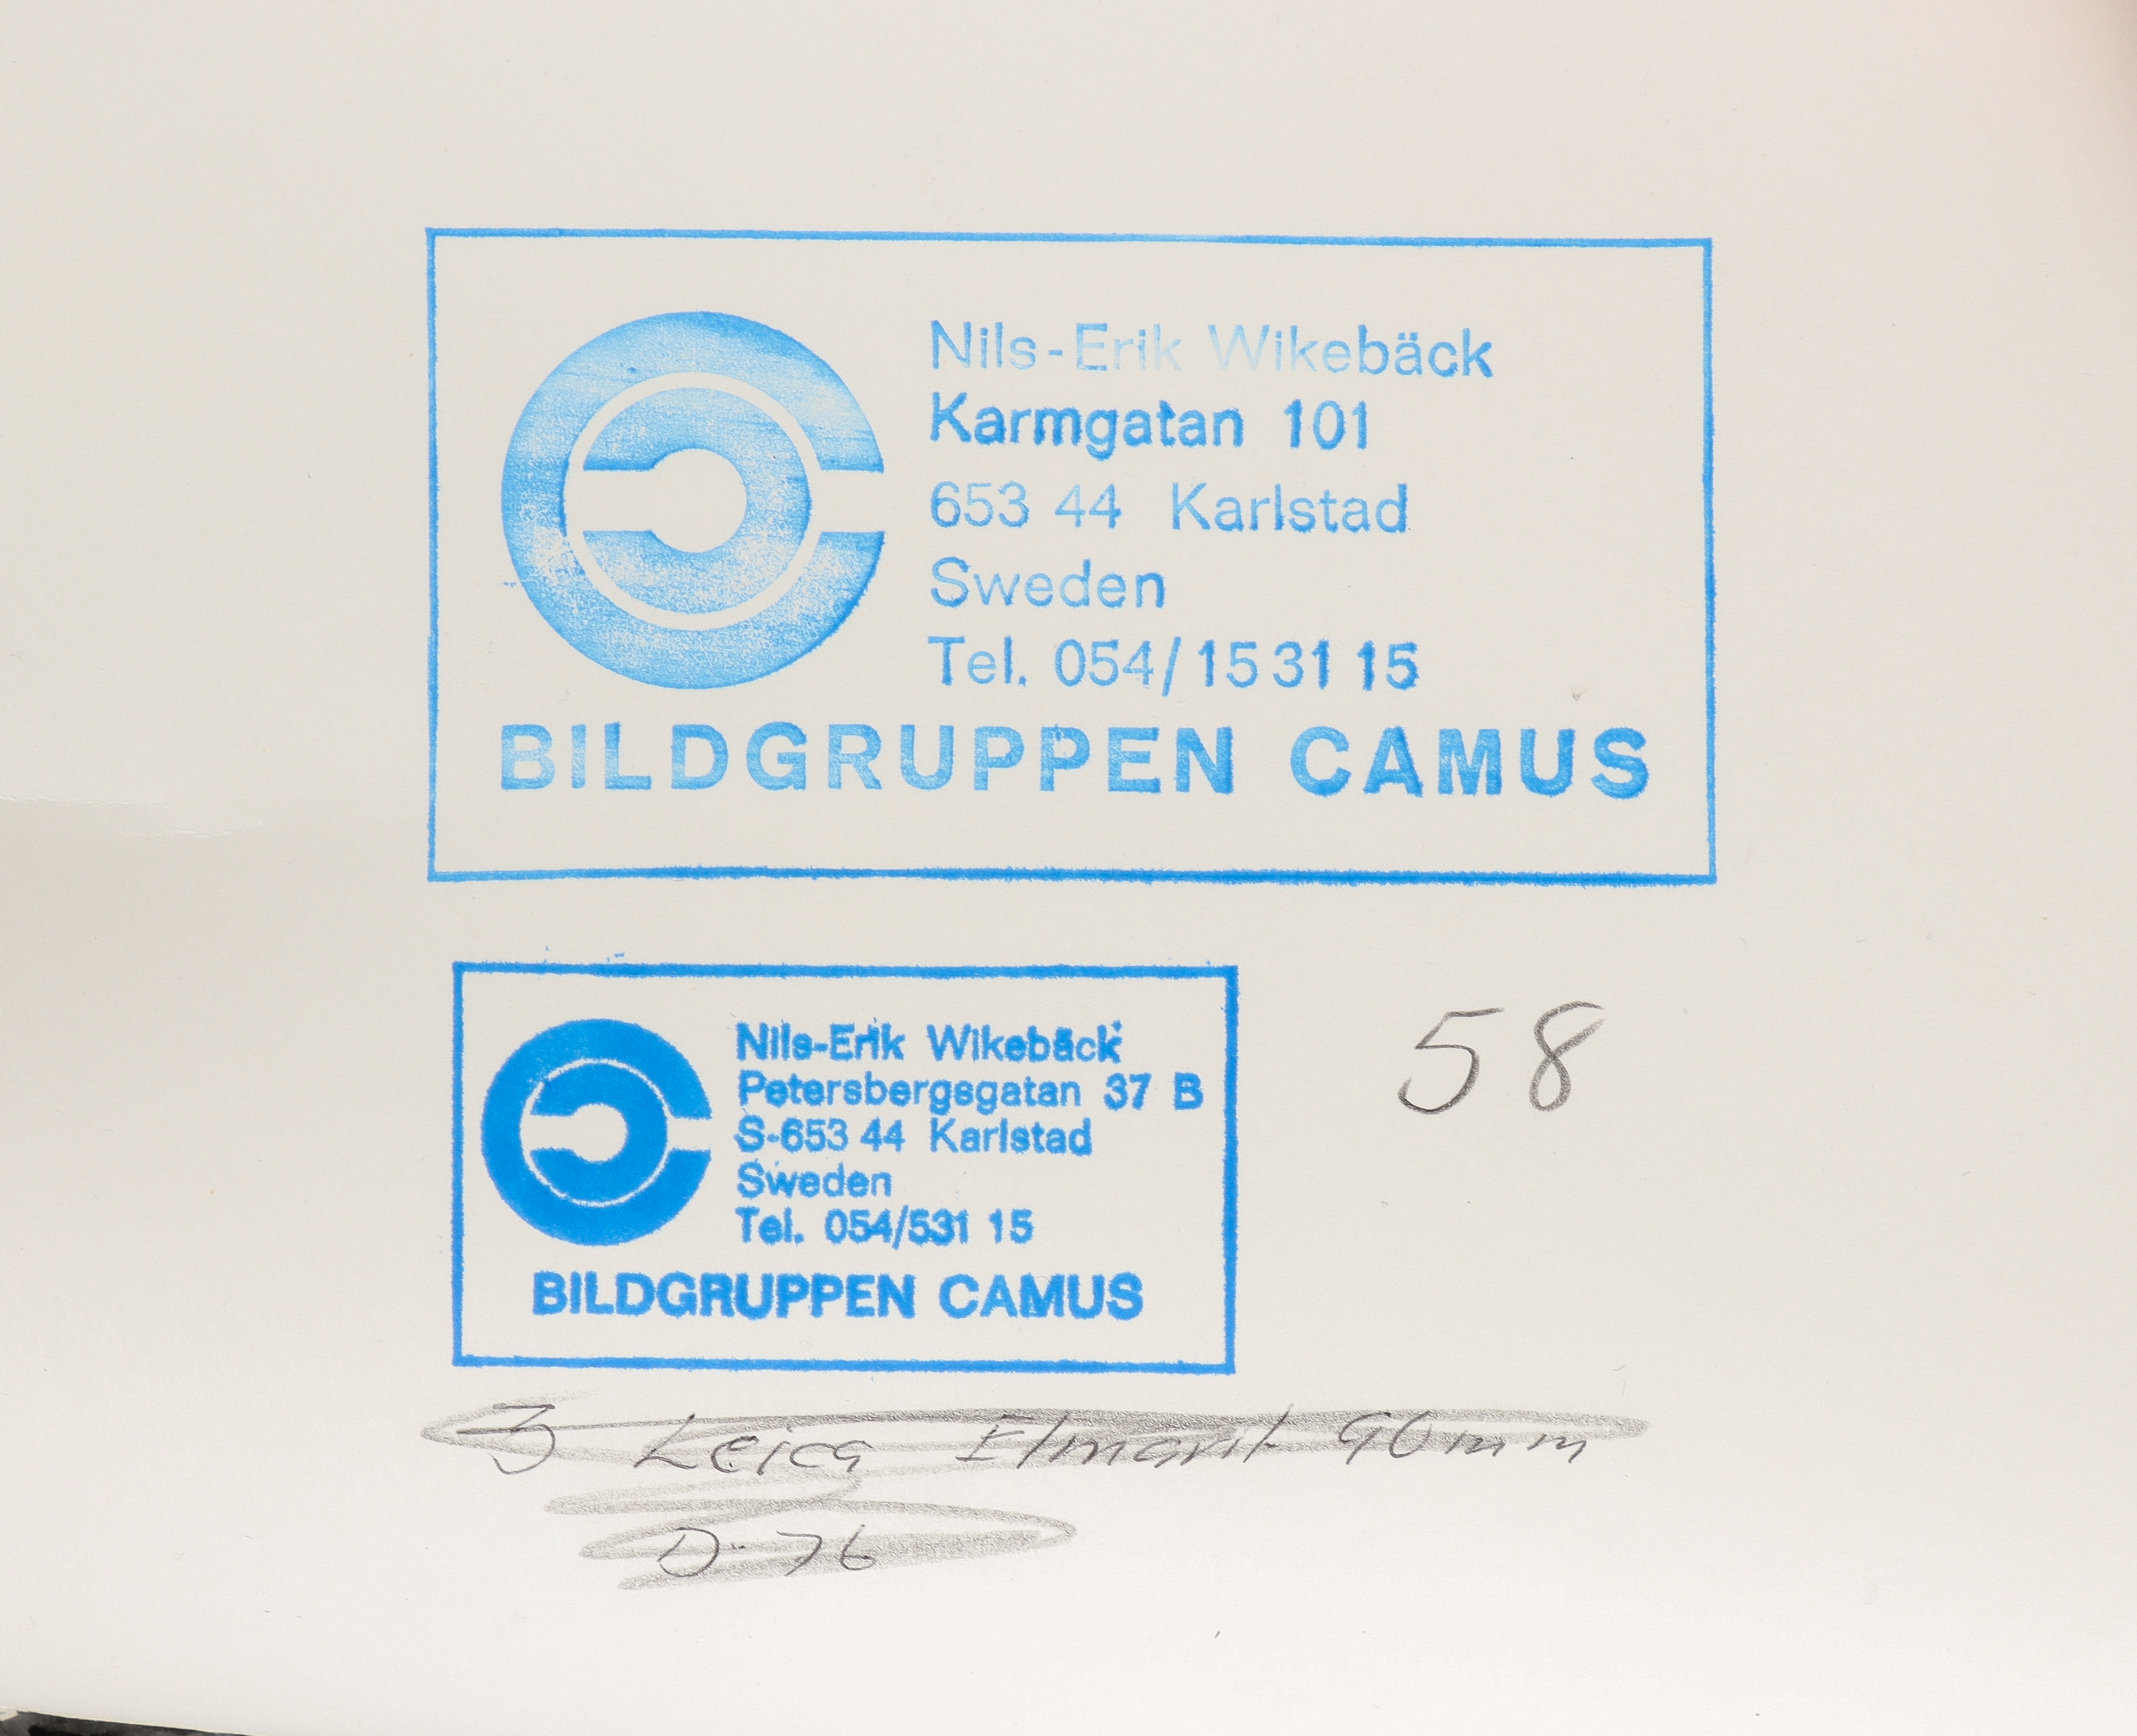 Nils-Erik Wikebäck
Karmgatan 101
653 44 Karlstad
Sweden
Tel. 054/15 31 15
BILDGRUPPEN CAMUS
Nils-Erik Wikebäck
Petersbergsgatan 37 B
S-653 44 Karlstad
Sweden
Tel. 054/531 15
BILDGRUPPEN CAMUS
58
3 Leica Elmarit 90mm
D-76